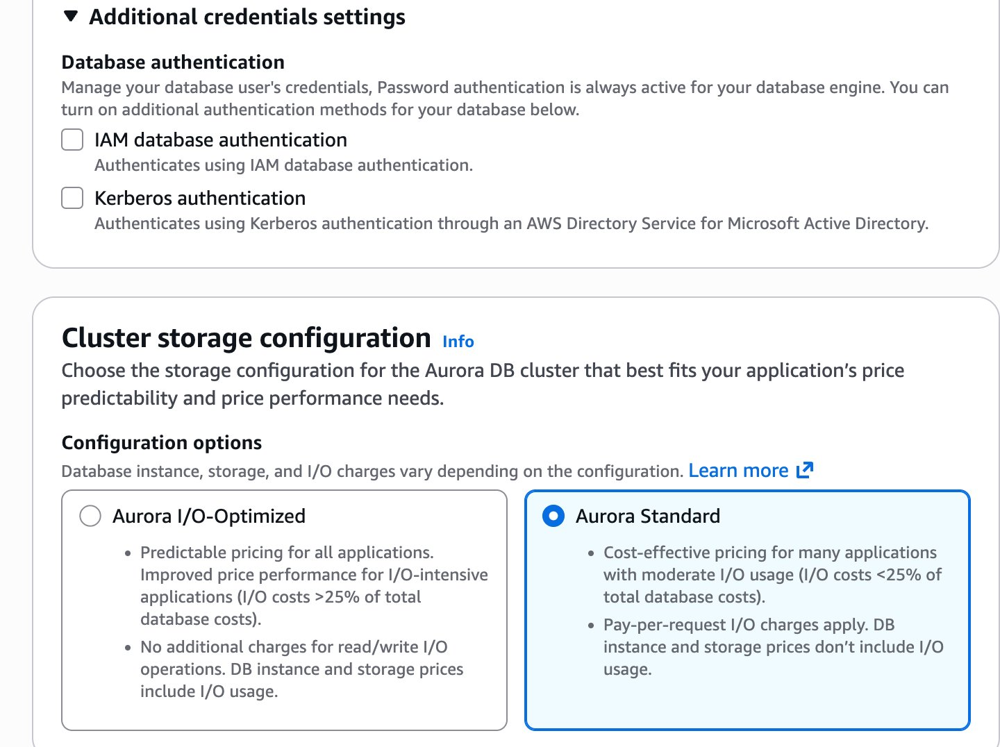 Additional credentials settings
Database authentication
Manage your database user's credentials, Password authentication is always active for your database engine. You can
turn on additional authentication methods for your database below.
IAM database authentication
Authenticates using IAM database authentication.
Kerberos authentication
Authenticates using Kerberos authentication through an AWS Directory Service for Microsoft Active Directory.
Cluster storage configuration Info
Choose the storage configuration for the Aurora DB cluster that best fits your application’s price
predictability and price performance needs.
Configuration options
Database instance, storage, and I/O charges vary depending on the configuration. Learn more
Aurora I/O-Optimized
• Predictable pricing for all applications.
Improved price performance for I/O-intensive
applications (I/O costs >25% of total
database costs).
• No additional charges for read/write I/O
operations. DB instance and storage prices
include I/O usage.
Aurora Standard
• Cost-effective pricing for many applications
with moderate I/O usage (I/O costs <25% of
total database costs).
• Pay-per-request I/O charges apply. DB
instance and storage prices don’t include I/O
usage.